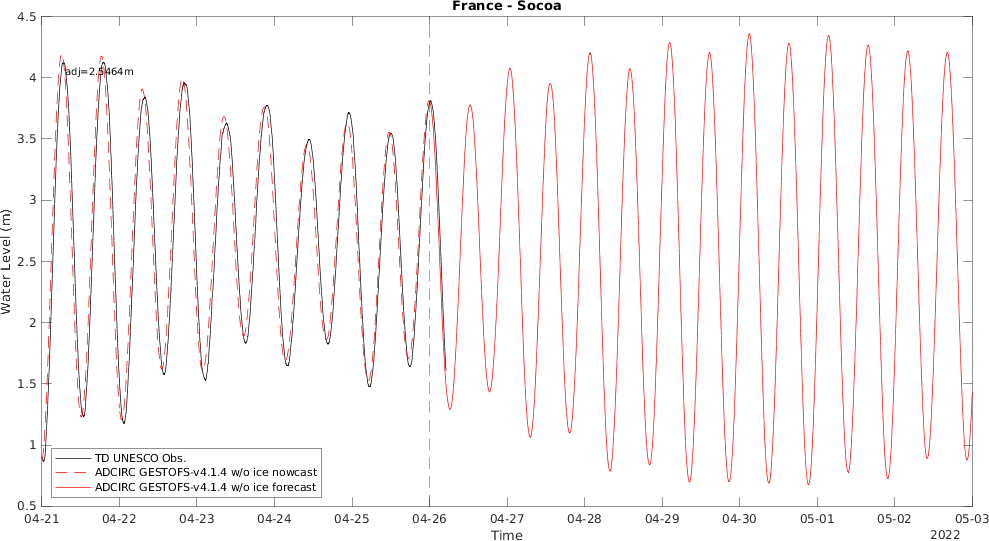 France - Socoa
4.5
4
3.5
3
2.5
2
1.5
1
0.5
Water Level (m)
adj=2.5464m
TD UNESCO Obs.
ADCIRC GESTOFS-v4.1.4 w/o ice nowcast
ADCIRC GESTOFS-v4.1.4 w/o ice forecast
04-21 04-22 04-23 04-24 04-25 04-26 04-27 04-28 04-29 04-30 05-01 05-02 05-03
Time
2022